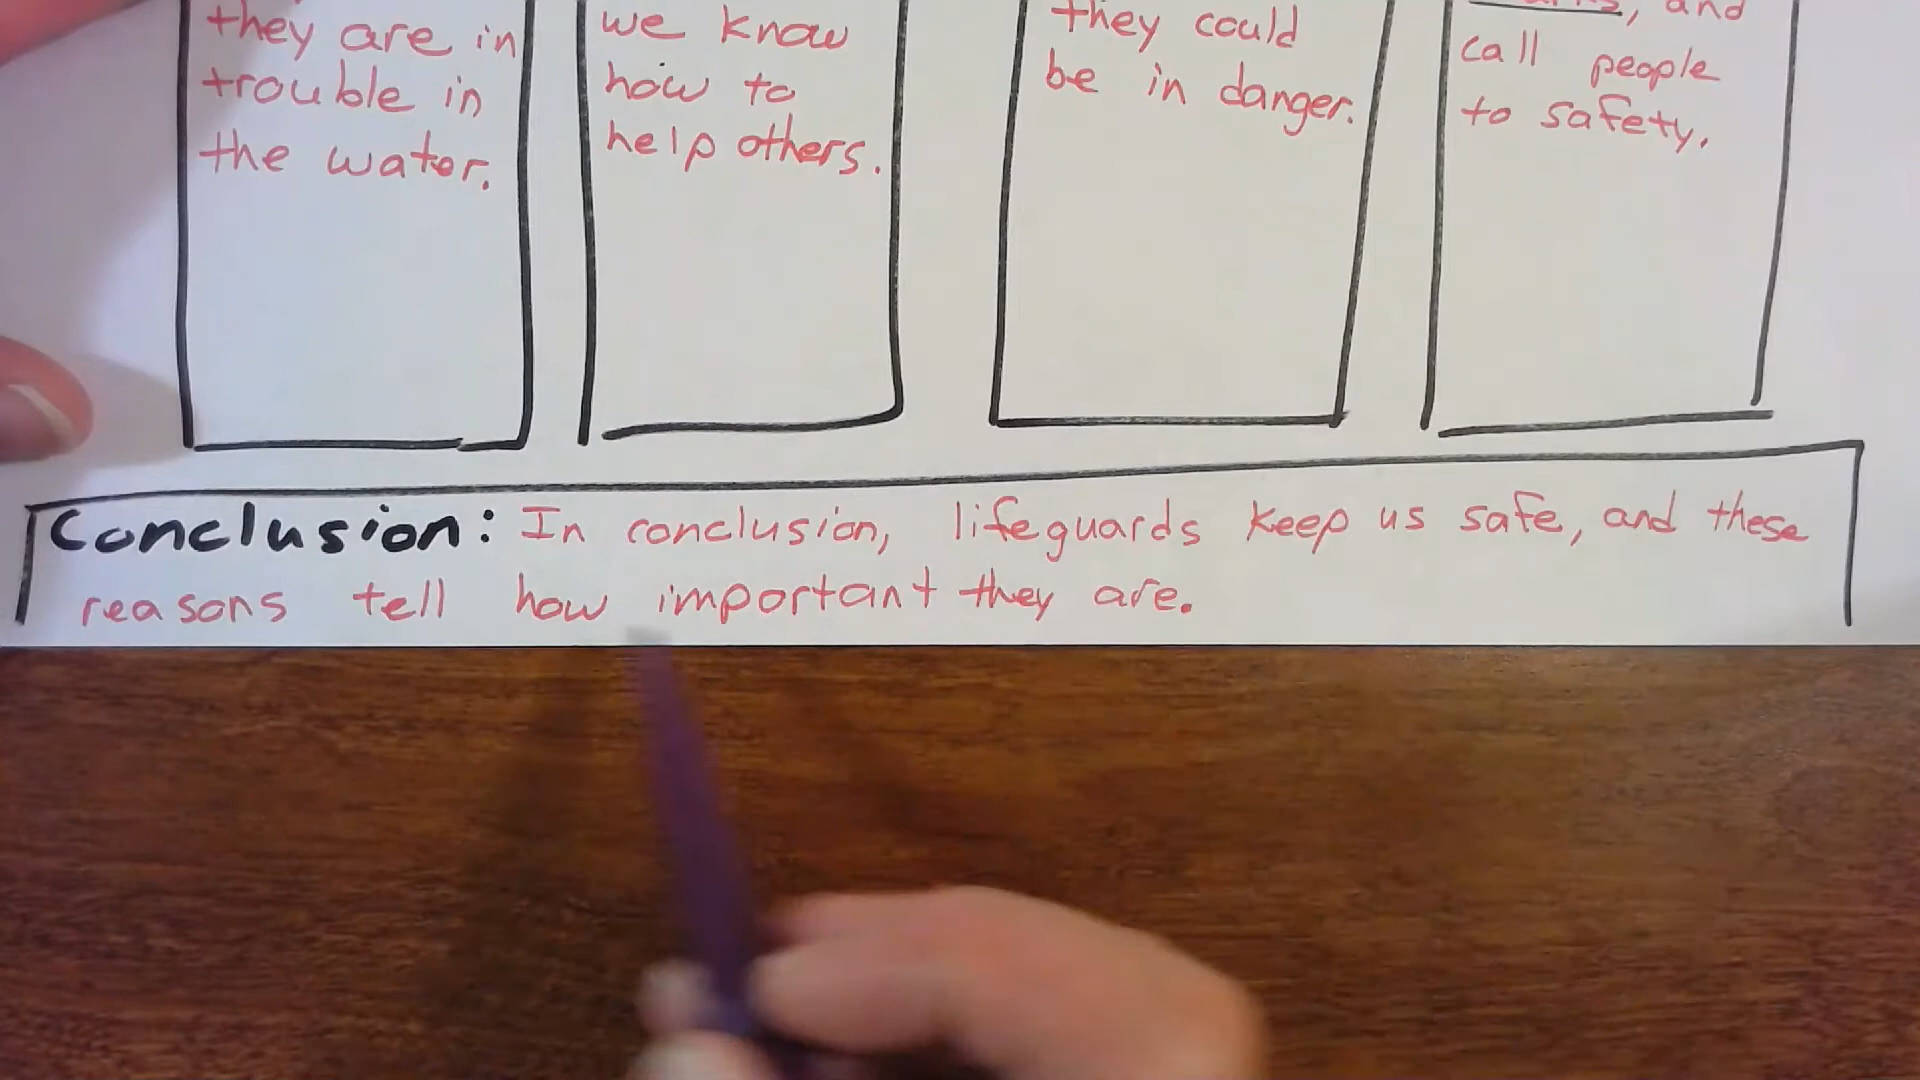 they are in
trouble in
the water.
we know
how to
help others.
they could
be in danger.
, and
call people
to safety.
Conclusion: In conclusion, lifeguards keep us safe, and these
reasons tell how important they are.